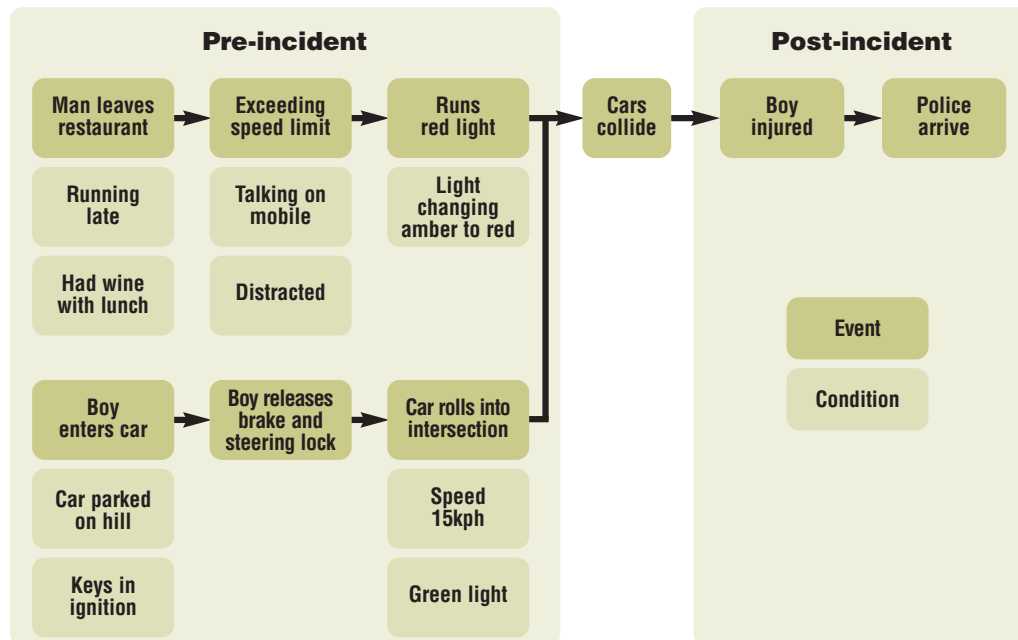 Pre-incident
Post-incident
Man leaves
restaurant
Exceeding
speed limit
Runs
red light
Cars
collide
Boy
injured
Police
arrive
Running
late
Talking on
mobile
Light
changing
amber to red
Had wine
with lunch
Distracted
Event
Condition
Boy
enters car
Boy releases
brake and
steering lock
Car rolls into
intersection
Car parked
on hill
Speed
15kph
Keys in
ignition
Green light